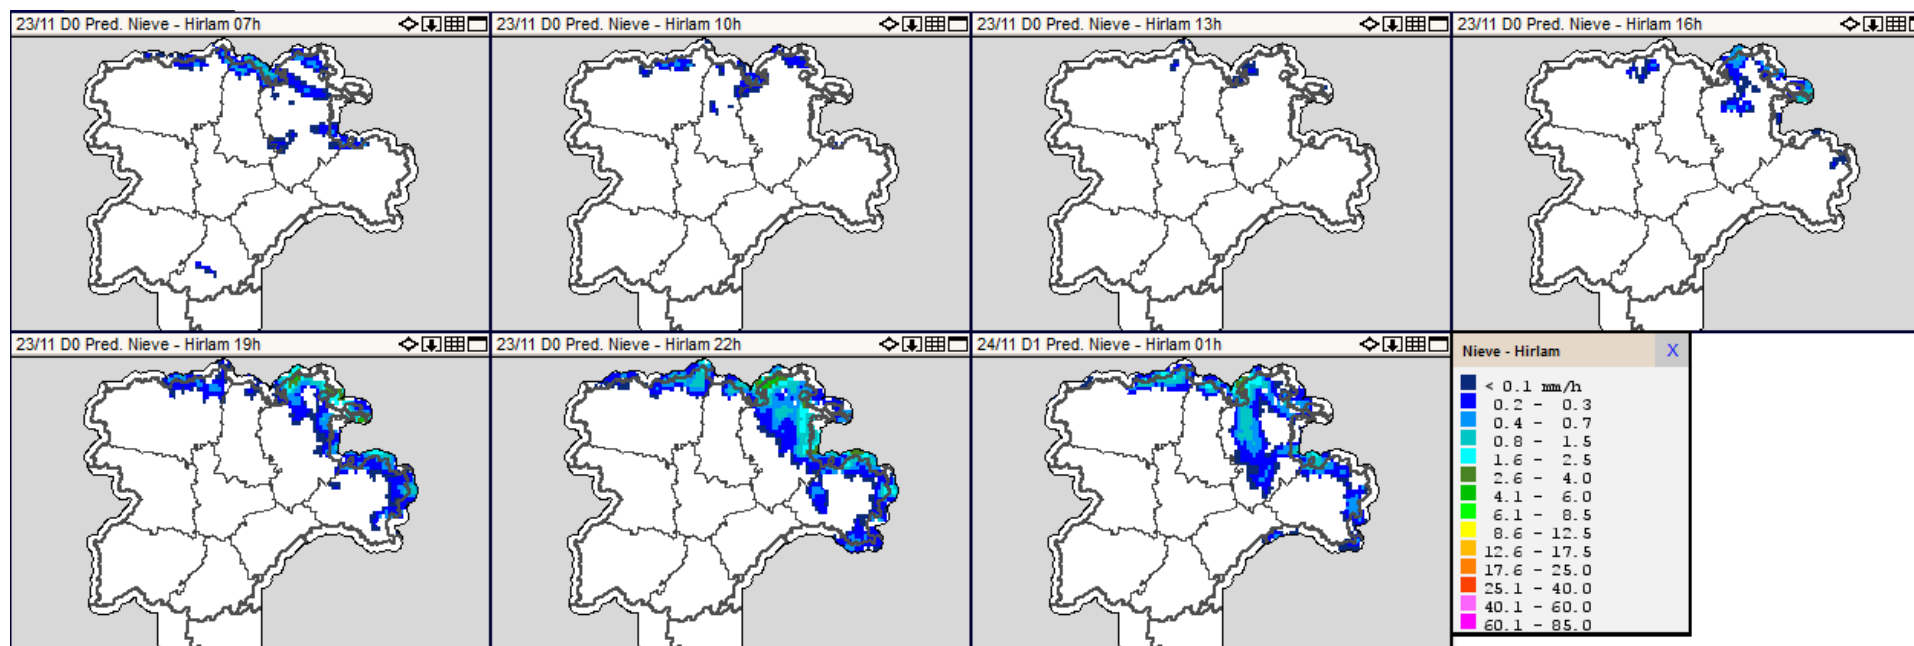 23/11 D0 Pred. Nieve - Hirlam 07h
23/11 D0 Pred. Nieve - Hirlam 10h
23/11 D0 Pred. Nieve - Hirlam 13h
23/11 D0 Pred. Nieve - Hirlam 16h
23/11 D0 Pred. Nieve - Hirlam 19h
23/11 D0 Pred. Nieve - Hirlam 22h
24/11 D1 Pred. Nieve - Hirlam 01h
Nieve - Hirlam X
< 0.1 mm/h
0.2 - 0.3
0.4 - 0.7
0.8 - 1.5
1.6 - 2.5
2.6 - 4.0
4.1 - 6.0
6.1 - 8.5
8.6 - 12.5
12.6 - 17.5
17.6 - 25.0
25.1 - 40.0
40.1 - 60.0
60.1 - 85.0